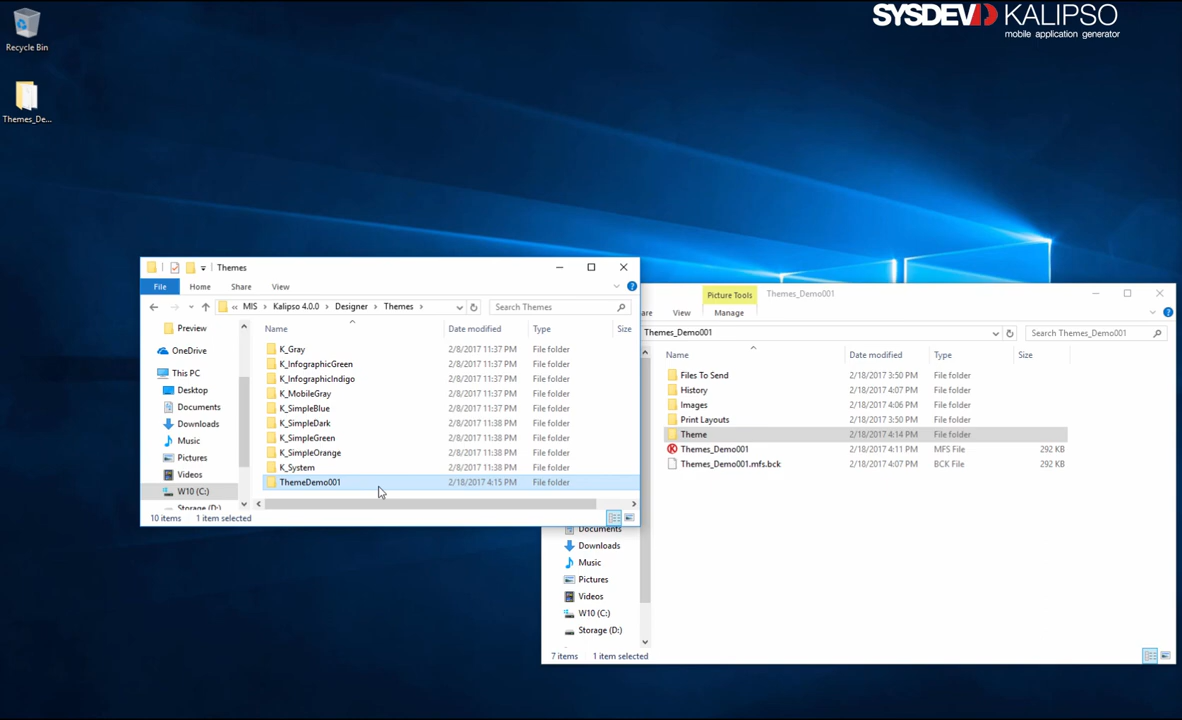 SYSDEV KALIPSO
mobile application generator
Recycle Bin
Themes_De...
Themes
File Home Share View
« MIS Kalipso 4.0.0 Designer Themes
Search Themes
Preview
OneDrive
This PC
Desktop
Documents
Downloads
Music
Pictures
Videos
W10 (C:)
Storage (D:)
Name Date modified Type Size
K_Gray 2/8/2017 11:37 PM File folder
K_InfographicGreen 2/8/2017 11:37 PM File folder
K_InfographicIndigo 2/8/2017 11:37 PM File folder
K_MobileGray 2/8/2017 11:37 PM File folder
K_SimpleBlue 2/8/2017 11:37 PM File folder
K_SimpleDark 2/8/2017 11:38 PM File folder
K_SimpleGreen 2/8/2017 11:38 PM File folder
K_SimpleOrange 2/8/2017 11:38 PM File folder
K_System 2/8/2017 11:38 PM File folder
ThemeDemo001 2/18/2017 4:15 PM File folder
10 items 1 item selected
Picture Tools Themes_Demo001
are View Manage
Themes_Demo001
Search Themes_Demo001
Name Date modified Type Size
Files To Send 2/18/2017 3:50 PM File folder
History 2/18/2017 4:07 PM File folder
Images 2/18/2017 4:06 PM File folder
Print Layouts 2/18/2017 3:50 PM File folder
Theme 2/18/2017 4:14 PM File folder
Themes_Demo001 2/18/2017 4:11 PM MFS File 292 KB
Themes_Demo001.mfs.bck 2/18/2017 4:07 PM BCK File 292 KB
Documents
Downloads
Music
Pictures
Videos
W10 (C:)
Storage (D:)
7 items 1 item selected